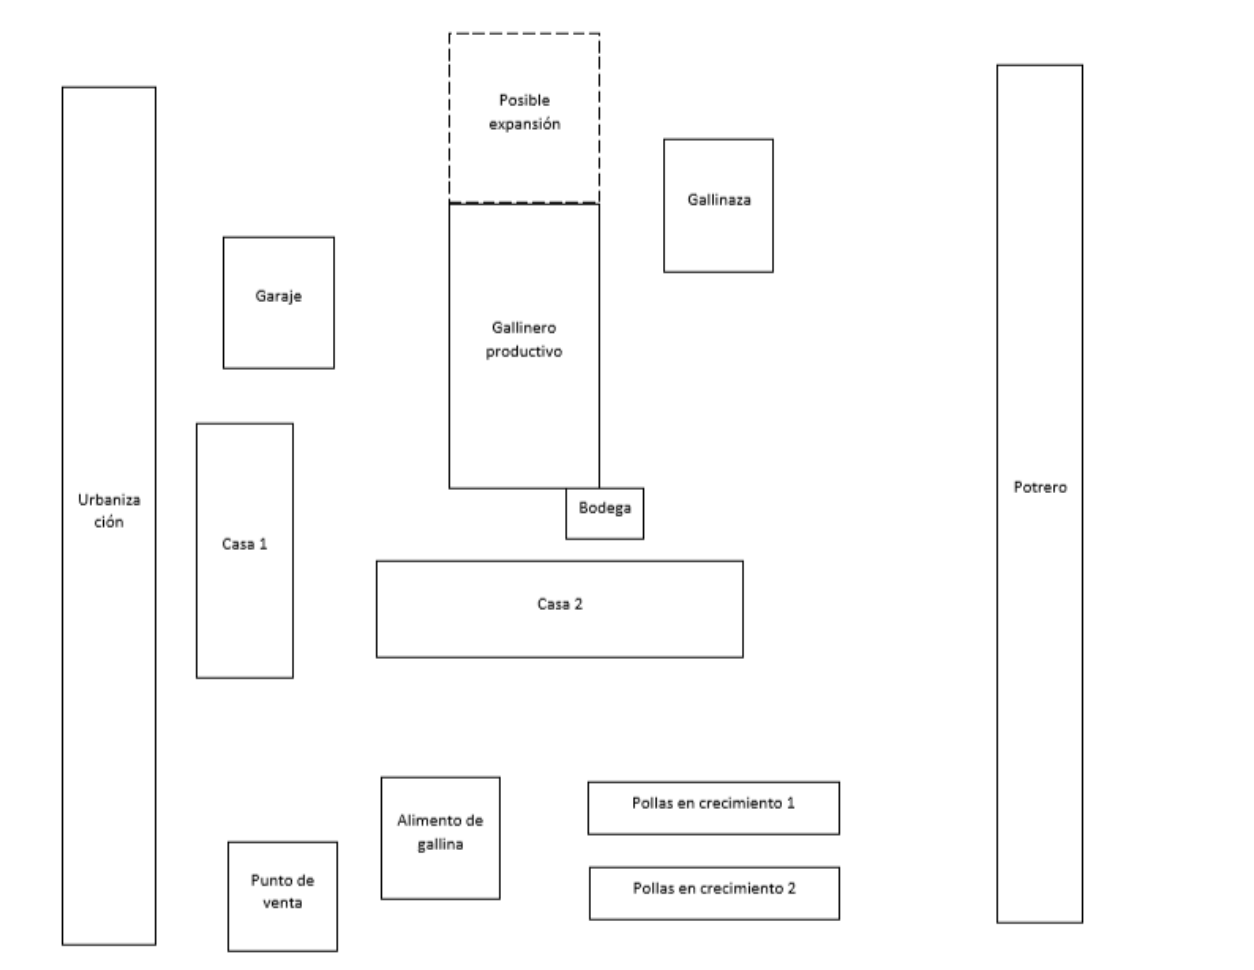 Posible
expansión
Gallinaza
Garaje
Gallinero
productivo
Urbaniza
ción
Potrero
Bodega
Casa 1
Casa 2
Pollas en crecimiento 1
Alimento de
gallina
Punto de
venta
Pollas en crecimiento 2